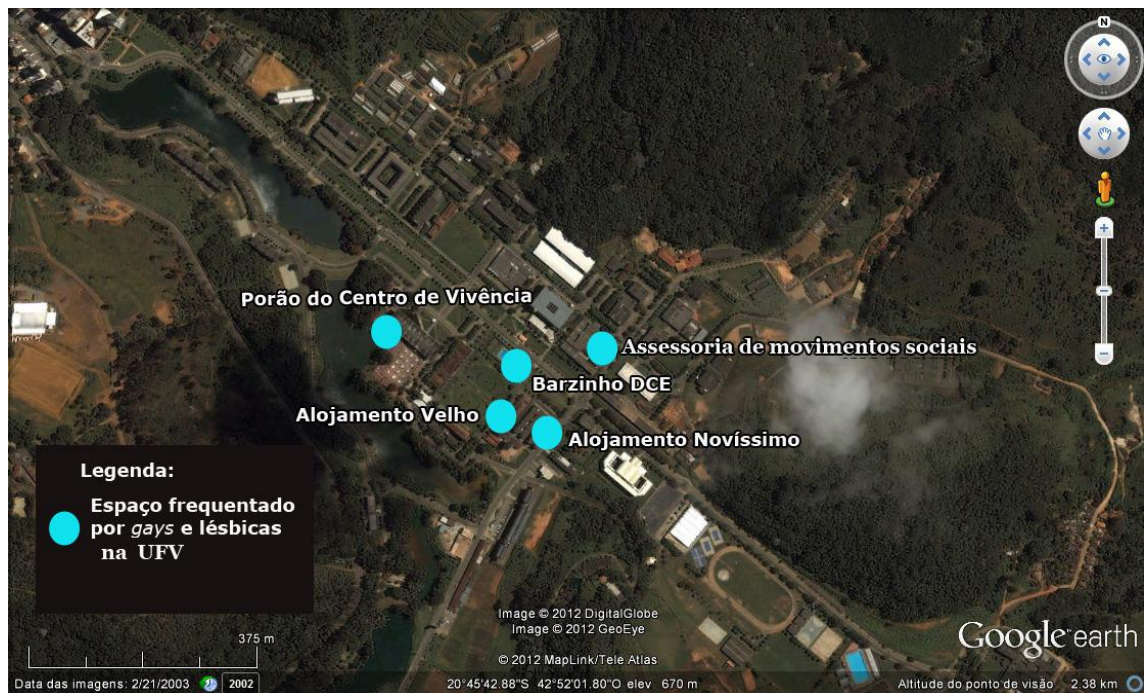 N
Porão do Centro de Vivência
Assessoria de movimentos sociais
Barzinho DCE
Alojamento Velho
Alojamento Novíssimo
Legenda:
Espaço frequentado
por gays e lésbicas
na UFV
375 m
Image © 2012 DigitalGlobe
Image © 2012 GeoEye
© 2012 MapLink/Tele Atlas
Google earth
Data das imagens: 2/21/2003
2002
20°45'42.88"S 42°52'01.80"O elev 670 m
Altitude do ponto de visão 2.38 km